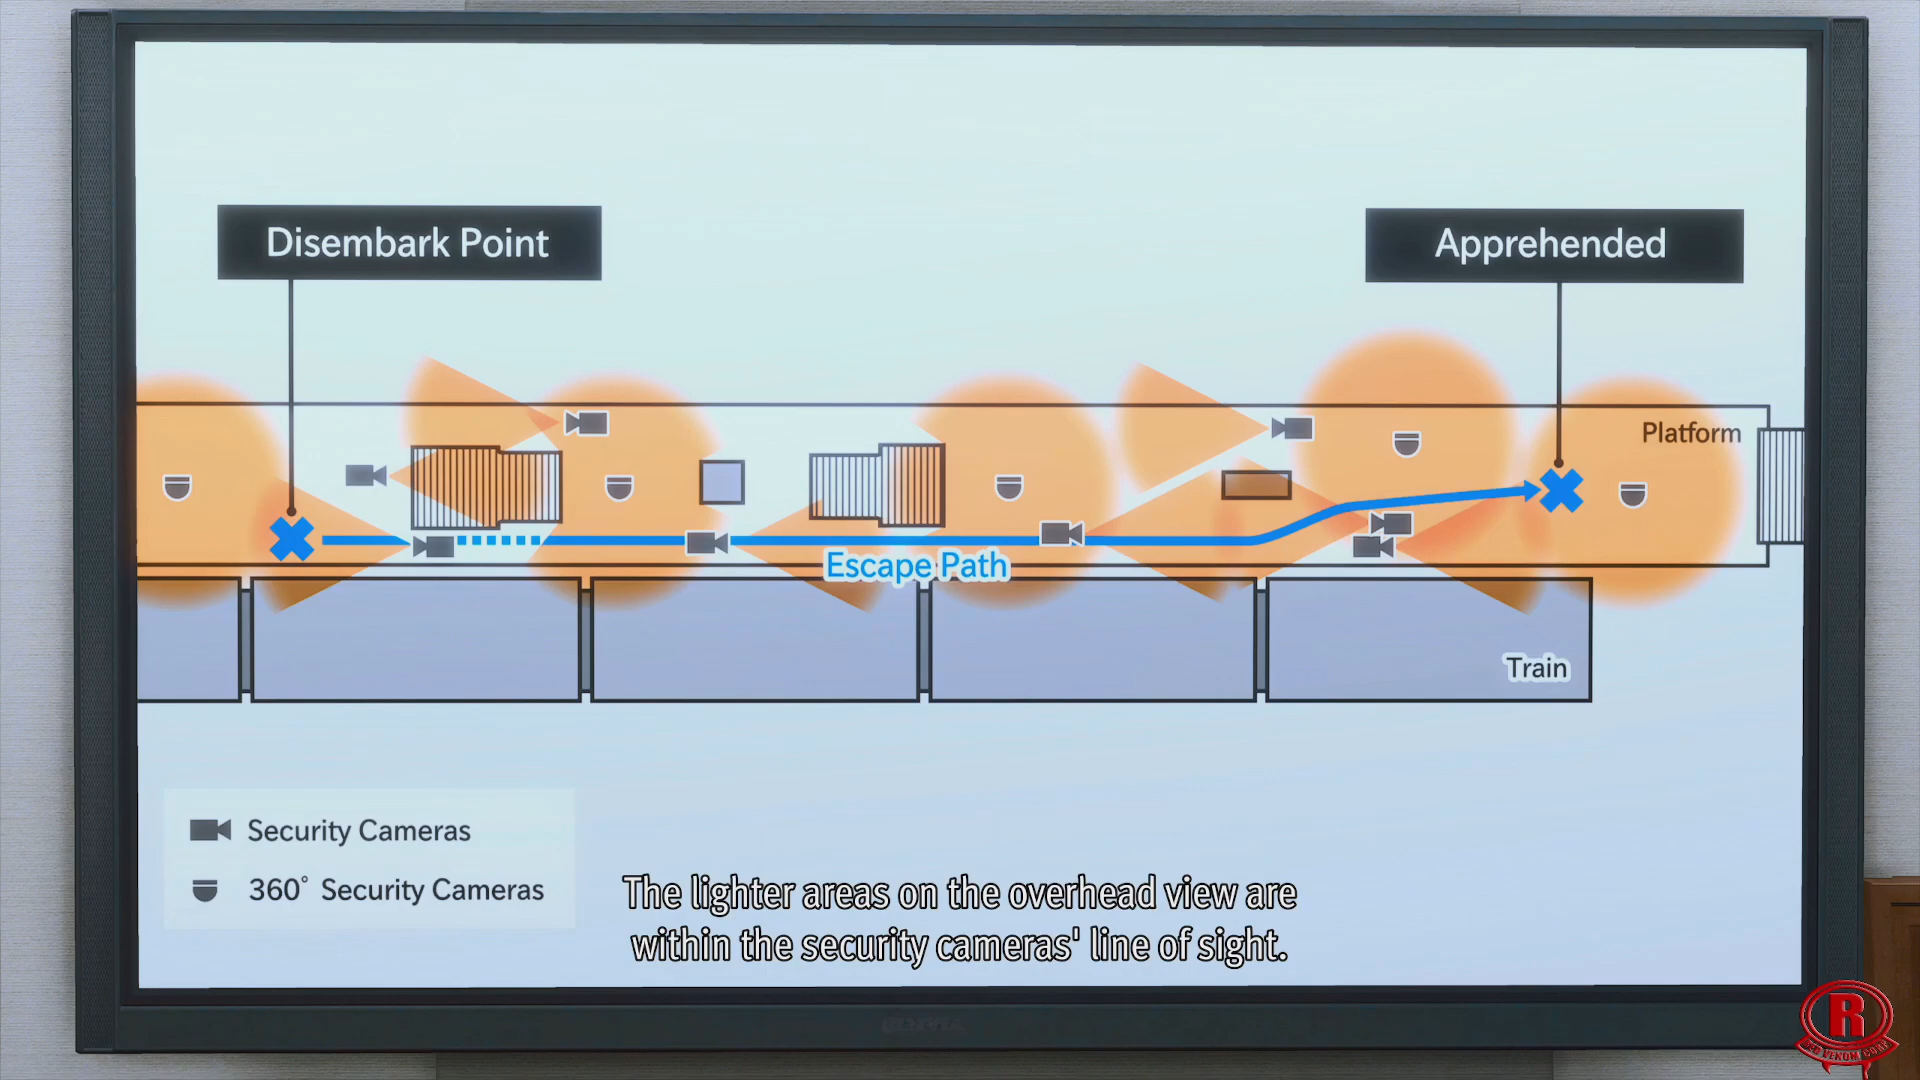 Disembark Point
Apprehended
Platform
Escape Path
Train
Security Cameras
360° Security Cameras
The lighter areas on the overhead view are
within the security cameras' line of sight.
R